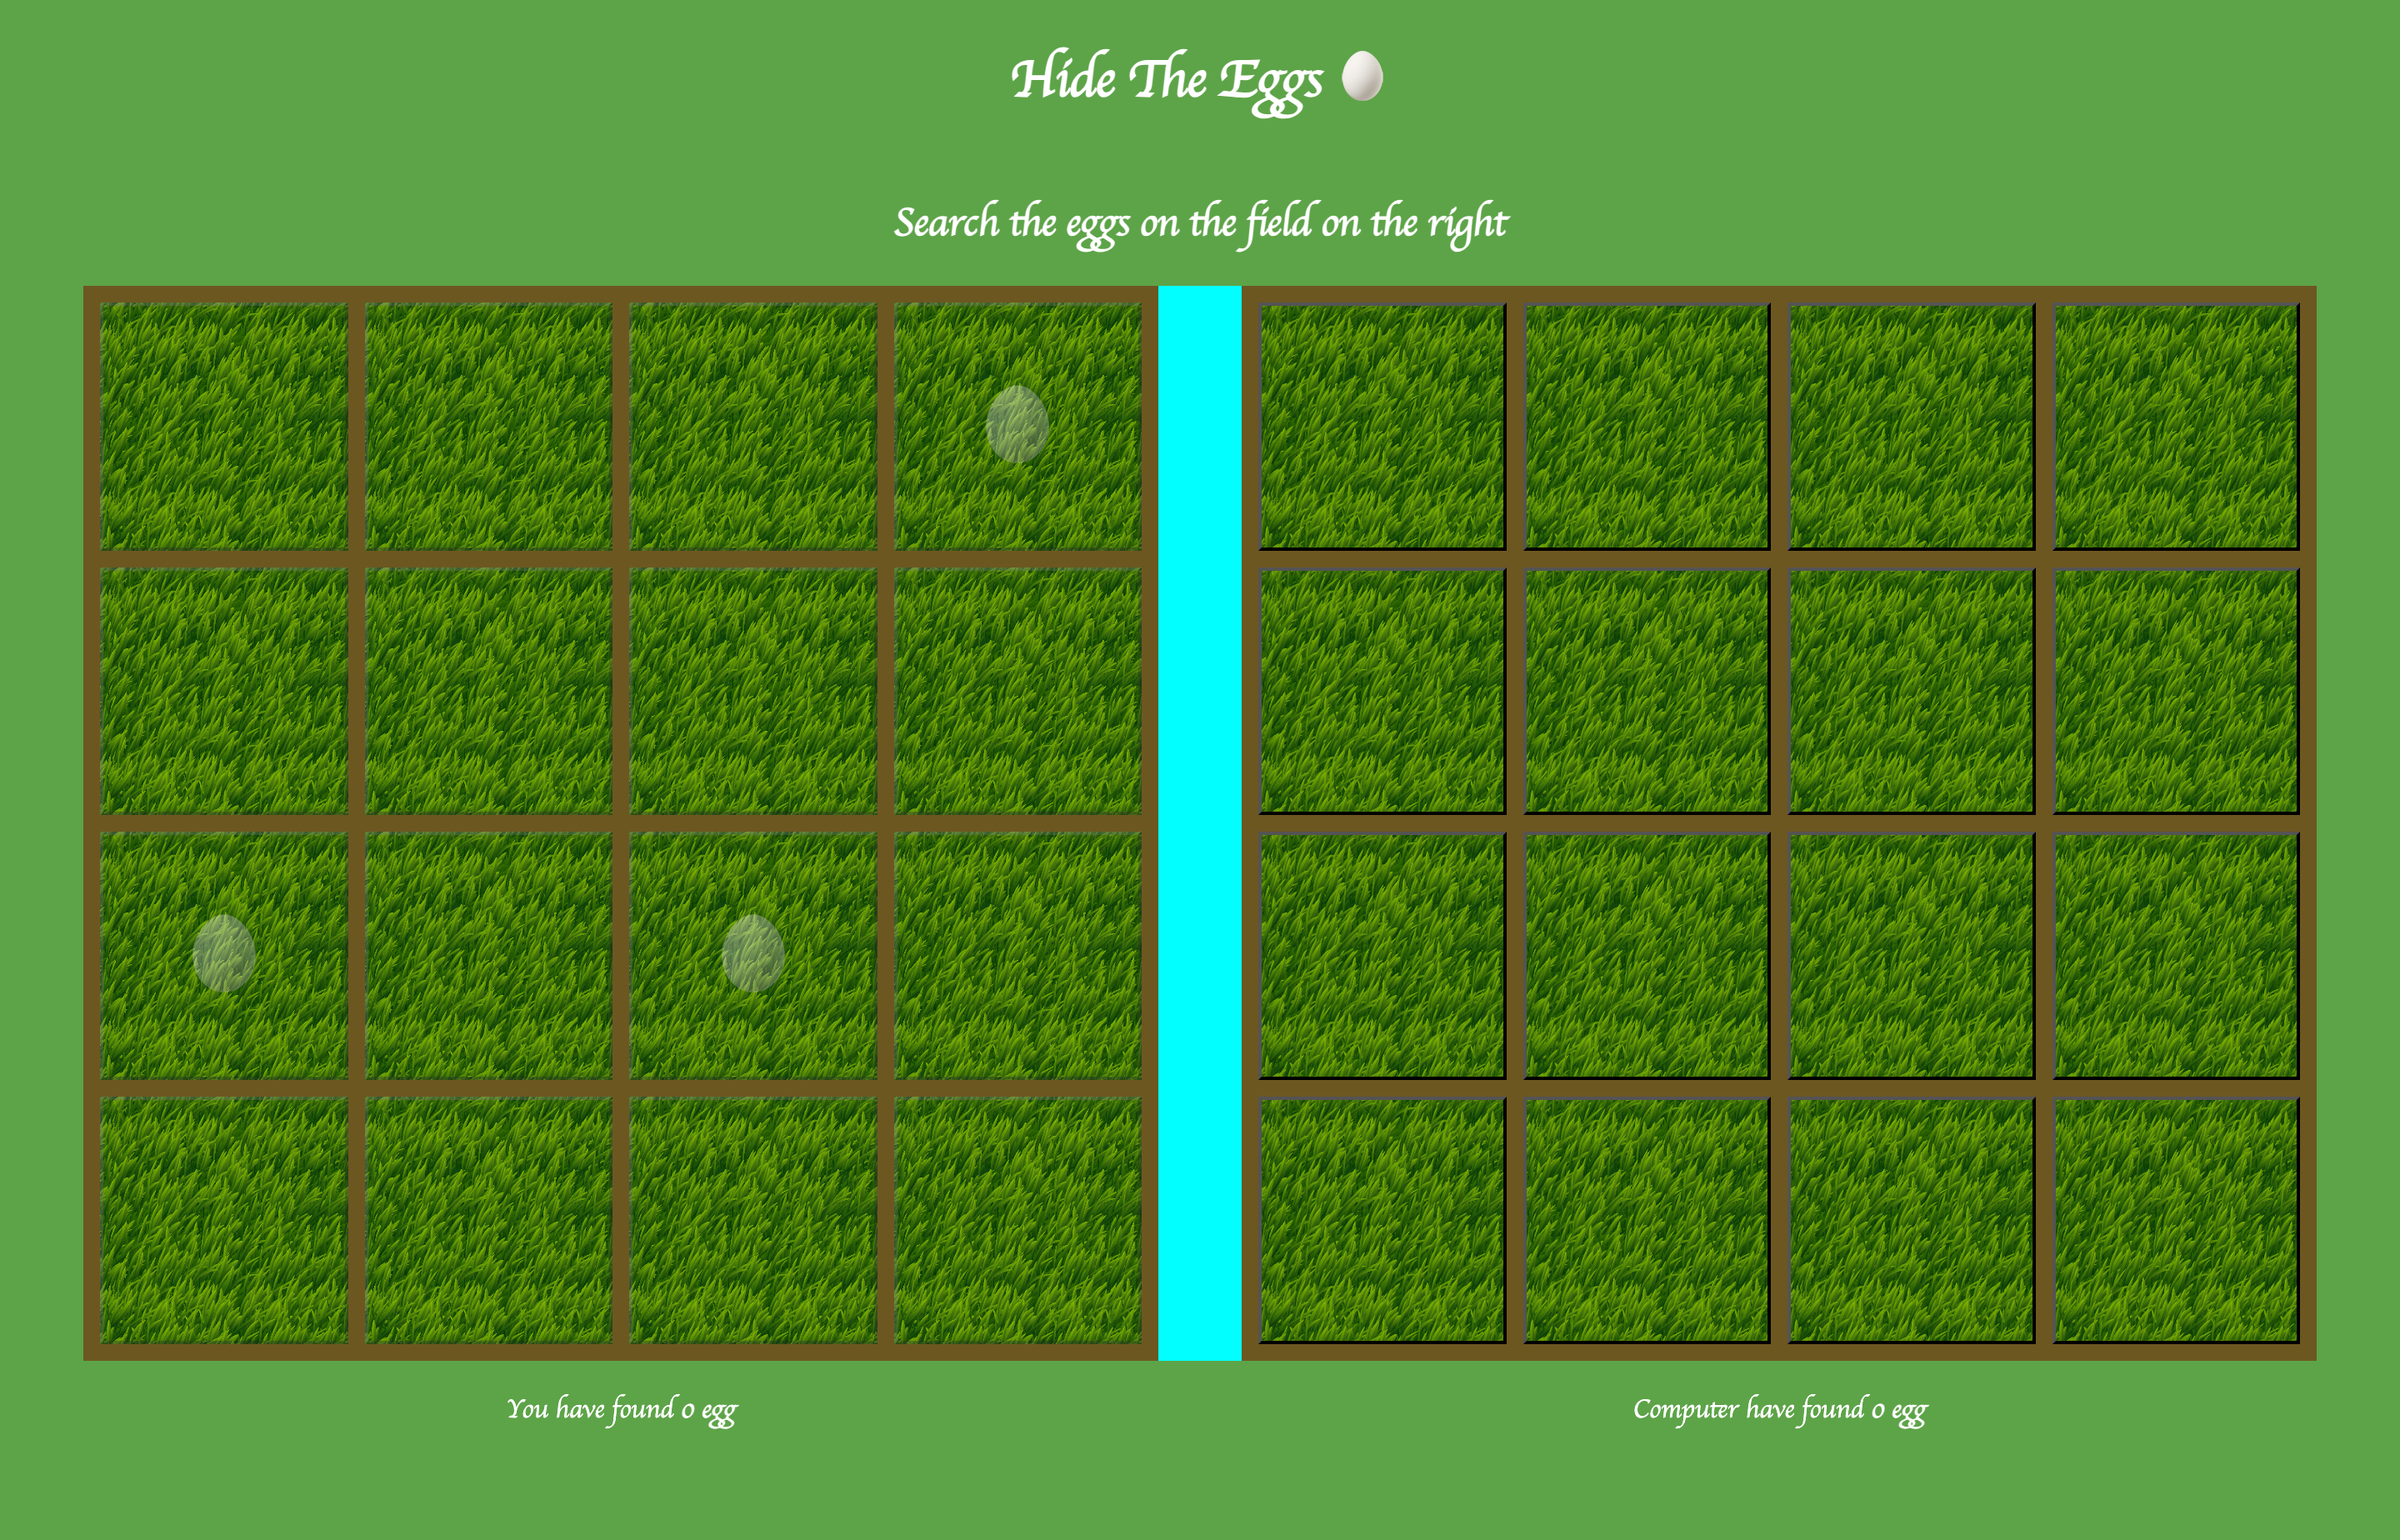 Hide The Eggs
Search the eggs on the field on the right
You have found 0 egg
Computer have found 0 egg